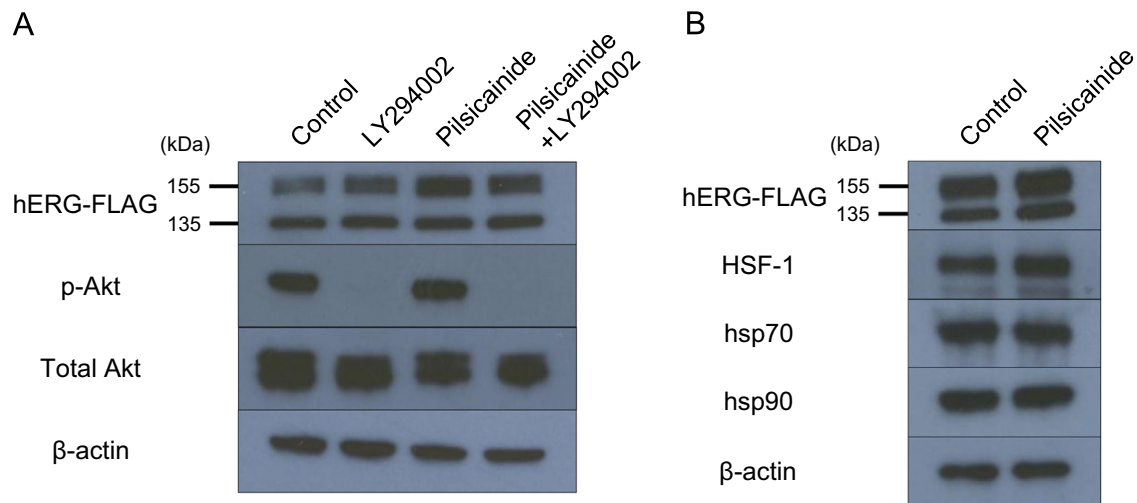 A
Control
LY294002
Pilsicainide
Pilsicainide
+LY294002
(kDa)
hERG-FLAG
155
135
p-Akt
Total Akt
β-actin
B
Control
Pilsicainide
(kDa)
hERG-FLAG
155
135
HSF-1
hsp70
hsp90
β-actin